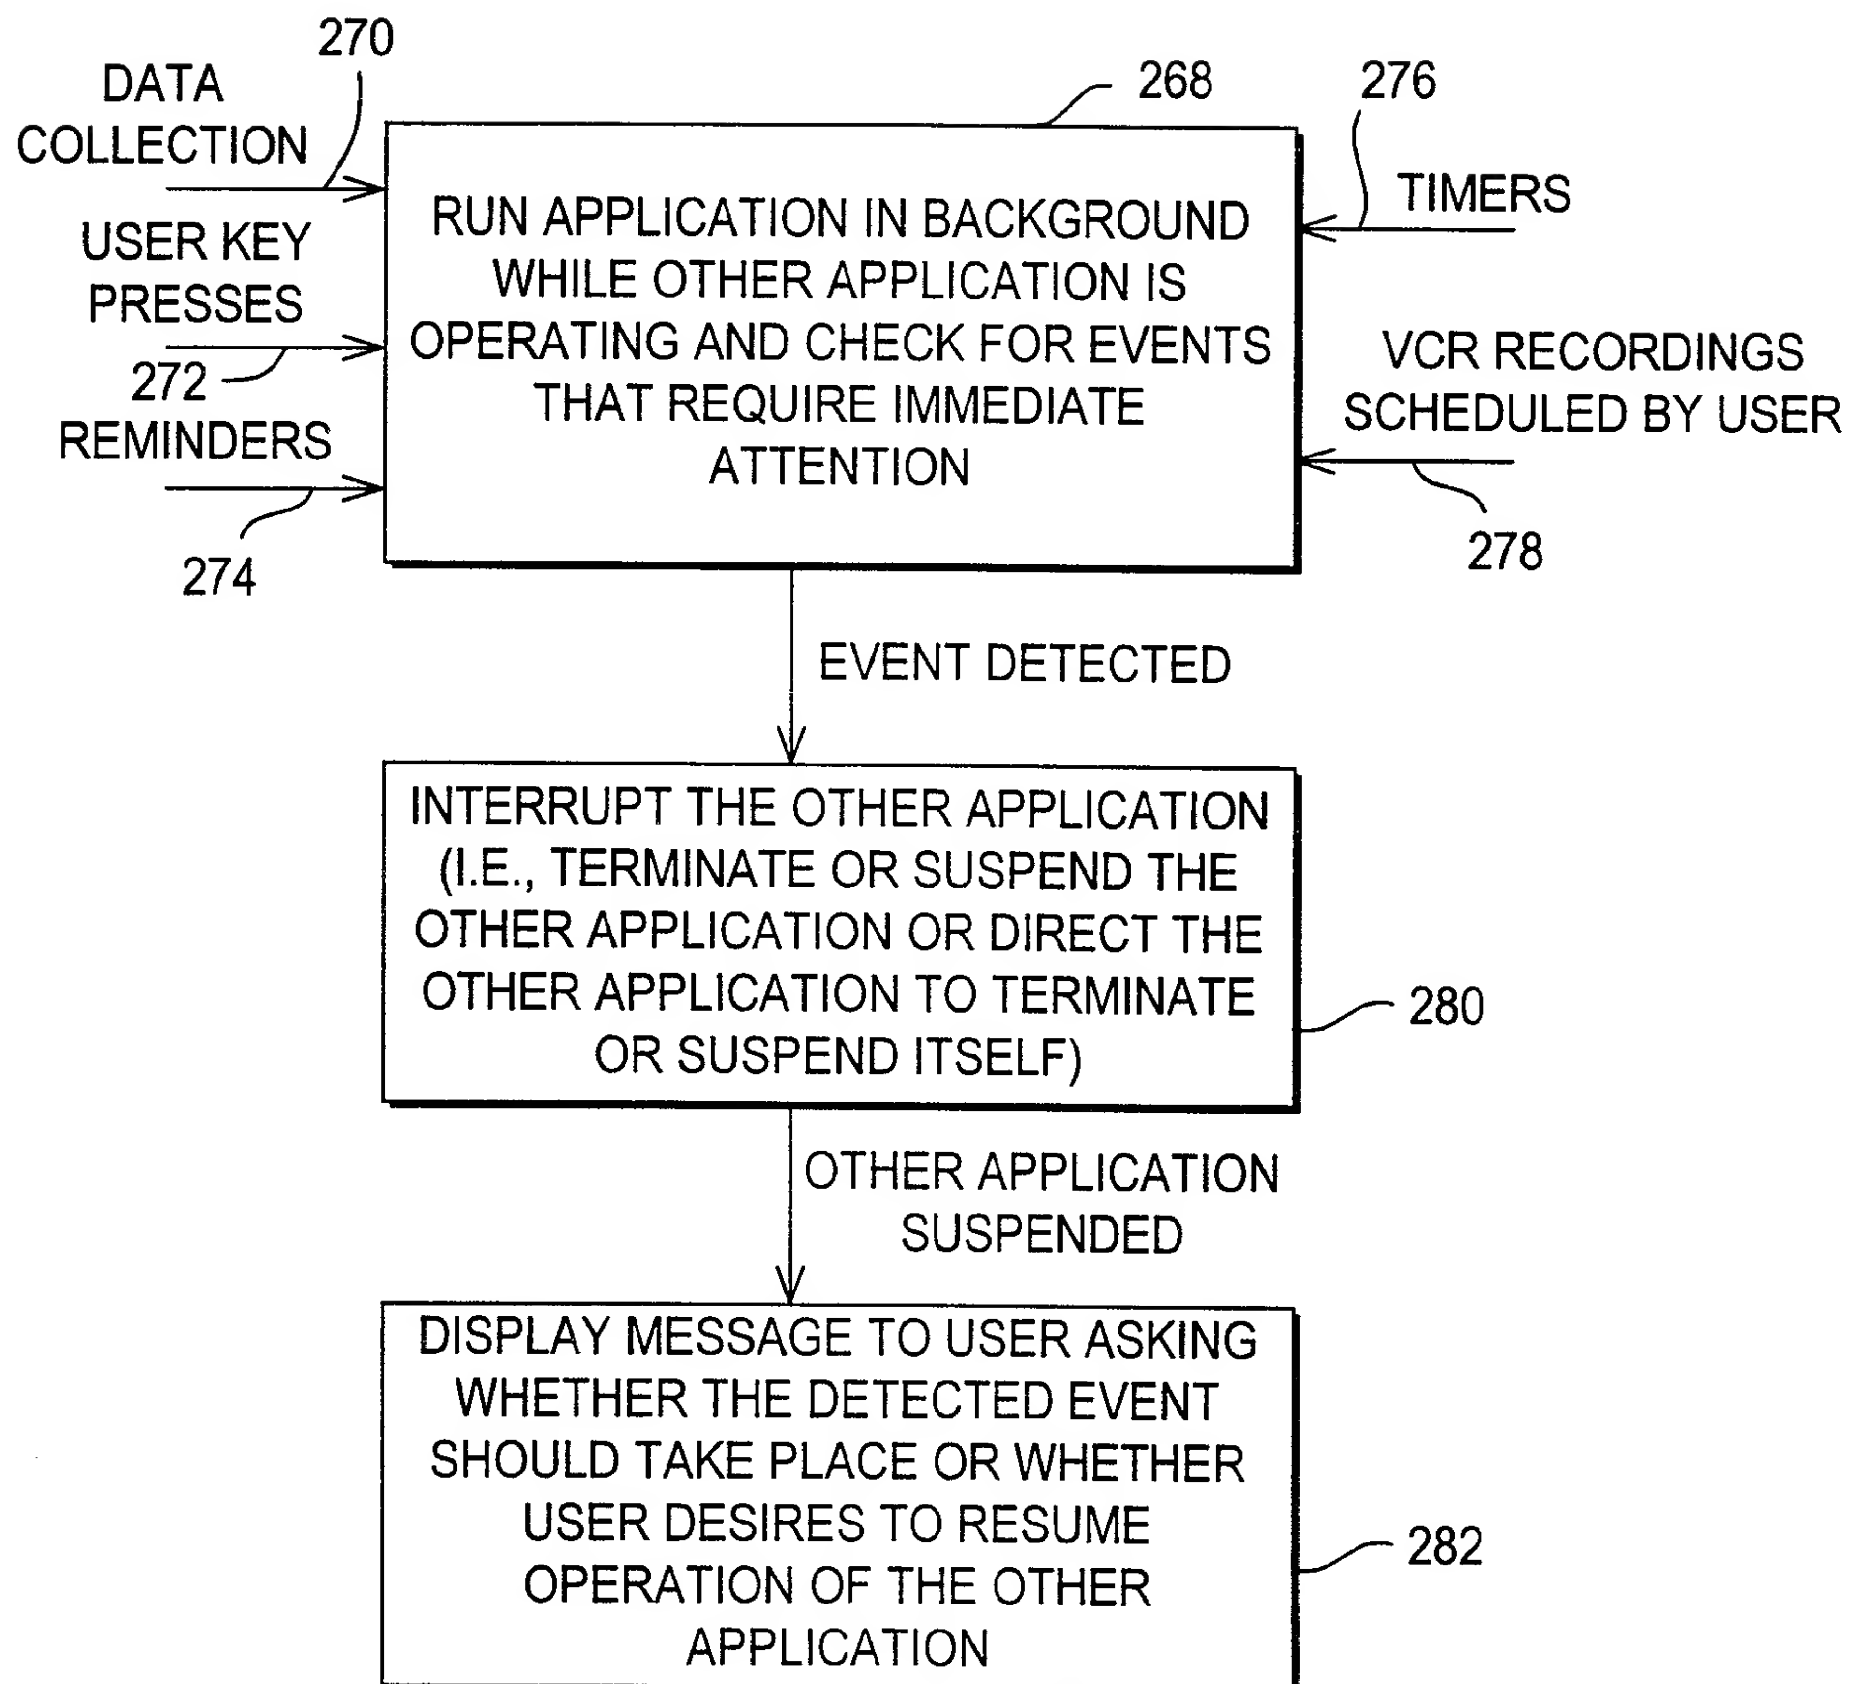 270
DATA
COLLECTION
268
276
TIMERS
USER KEY
PRESSES
272
REMINDERS
274
RUN APPLICATION IN BACKGROUND
WHILE OTHER APPLICATION IS
OPERATING AND CHECK FOR EVENTS
THAT REQUIRE IMMEDIATE
ATTENTION
VCR RECORDINGS
SCHEDULED BY USER
278
EVENT DETECTED
INTERRUPT THE OTHER APPLICATION
(I.E., TERMINATE OR SUSPEND THE
OTHER APPLICATION OR DIRECT THE
OTHER APPLICATION TO TERMINATE
OR SUSPEND ITSELF)
280
OTHER APPLICATION
SUSPENDED
DISPLAY MESSAGE TO USER ASKING
WHETHER THE DETECTED EVENT
SHOULD TAKE PLACE OR WHETHER
USER DESIRES TO RESUME
OPERATION OF THE OTHER
APPLICATION
282